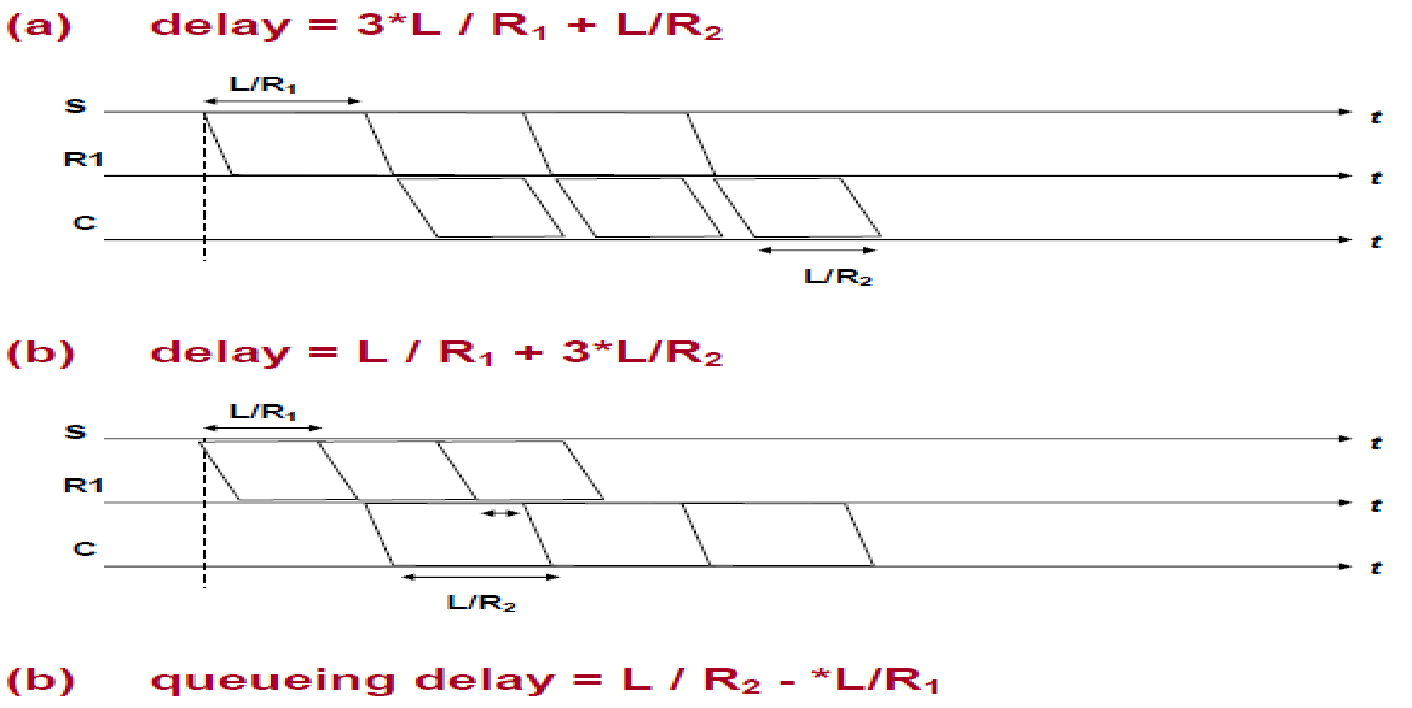 (a) delay = 3*L / R₁ + L/R₂
L/R₁
S t
R1 t
C t
L/R₂
(b) delay = L / R₁ + 3*L/R₂
L/R₁
S t
R1 t
C t
L/R₂
(b) queueing delay = L / R₂ - *L/R₁